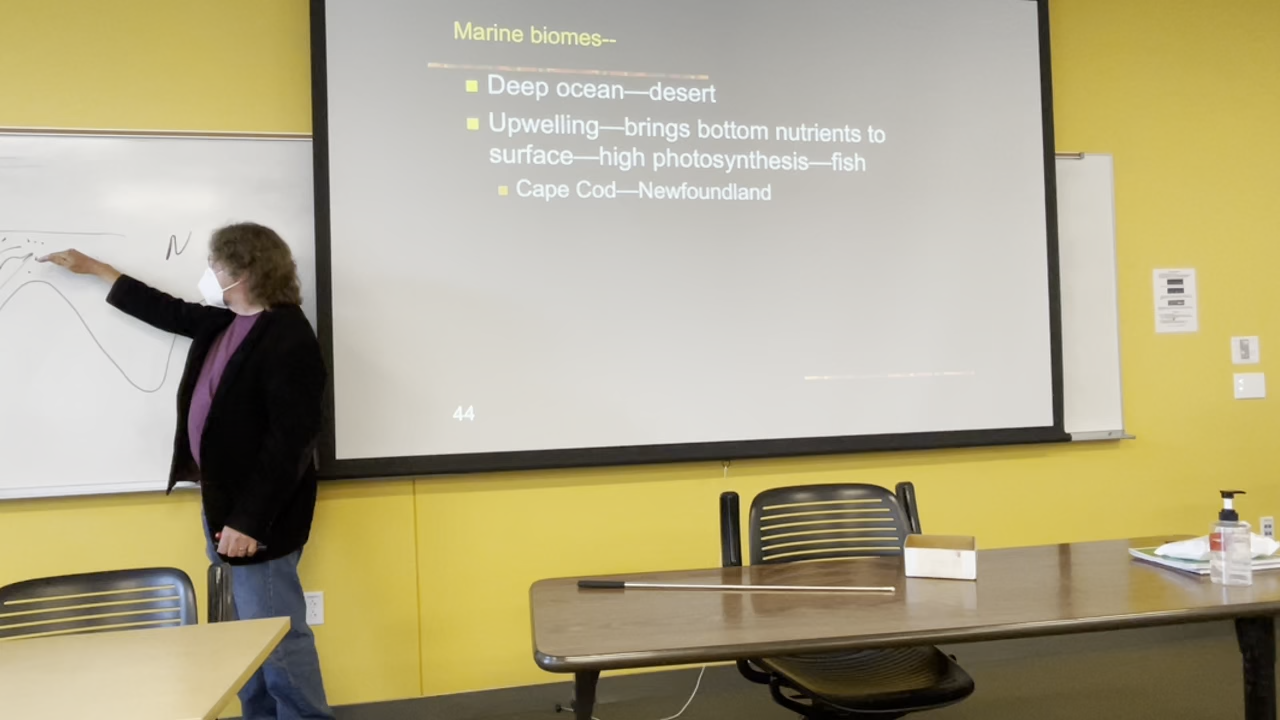 Marine biomes--
Deep ocean—desert
Upwelling—brings bottom nutrients to
surface—high photosynthesis—fish
Cape Cod—Newfoundland
44
N